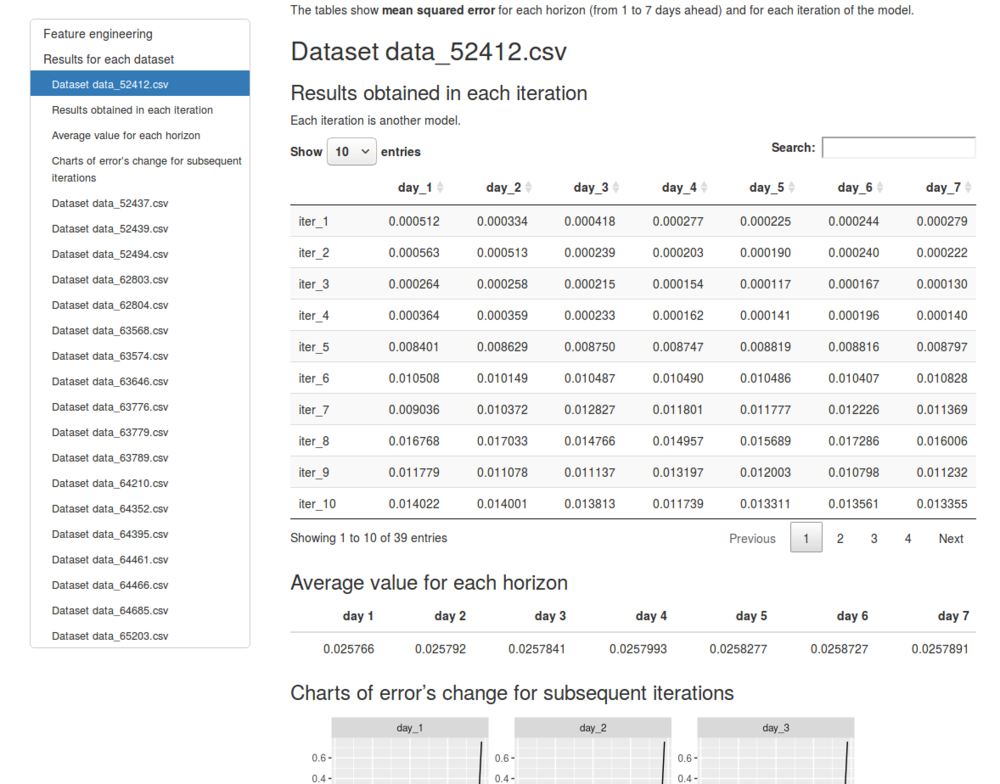 The tables show mean squared error for each horizon (from 1 to 7 days ahead) and for each iteration of the model.
Feature engineering
Results for each dataset
Dataset data_52412.csv
Results obtained in each iteration
Average value for each horizon
Charts of error's change for subsequent
iterations
Dataset data_52437.csv
Dataset data_52439.csv
Dataset data_52494.csv
Dataset data_62803.csv
Dataset data_62804.csv
Dataset data_63568.csv
Dataset data_63574.csv
Dataset data_63646.csv
Dataset data_63776.csv
Dataset data_63779.csv
Dataset data_63789.csv
Dataset data_64210.csv
Dataset data_64352.csv
Dataset data_64395.csv
Dataset data_64461.csv
Dataset data_64466.csv
Dataset data_64685.csv
Dataset data_65203.csv
Dataset data_52412.csv
Results obtained in each iteration
Each iteration is another model.
Show 10 entries Search:
day_1 day_2 day_3 day_4 day_5 day_6 day_7
iter_1 0.000512 0.000334 0.000418 0.000277 0.000225 0.000244 0.000279
iter_2 0.000563 0.000513 0.000239 0.000203 0.000190 0.000240 0.000222
iter_3 0.000264 0.000258 0.000215 0.000154 0.000117 0.000167 0.000130
iter_4 0.000364 0.000359 0.000233 0.000162 0.000141 0.000196 0.000140
iter_5 0.008401 0.008629 0.008750 0.008747 0.008819 0.008816 0.008797
iter_6 0.010508 0.010149 0.010487 0.010490 0.010486 0.010407 0.010828
iter_7 0.009036 0.010372 0.012827 0.011801 0.011777 0.012226 0.011369
iter_8 0.016768 0.017033 0.014766 0.014957 0.015689 0.017286 0.016006
iter_9 0.011779 0.011078 0.011137 0.013197 0.012003 0.010798 0.011232
iter_10 0.014022 0.014001 0.013813 0.011739 0.013311 0.013561 0.013355
Showing 1 to 10 of 39 entries Previous 1 2 3 4 Next
Average value for each horizon
day 1 day 2 day 3 day 4 day 5 day 6 day 7
0.025766 0.025792 0.0257841 0.0257993 0.0258277 0.0258727 0.0257891
Charts of error's change for subsequent iterations
day_1 day_2 day_3
0.6 0.6 0.6
0.4 0.4 0.4